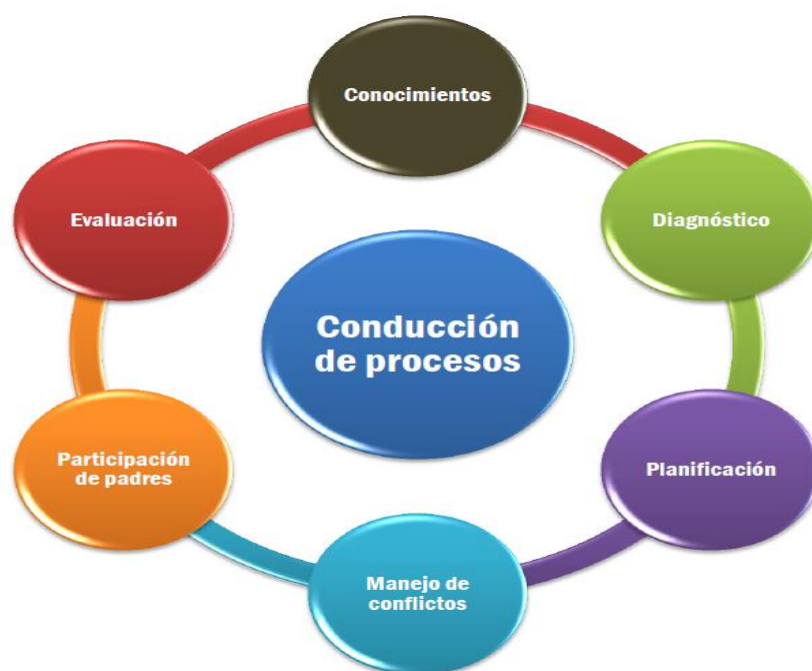 Conocimientos
Diagnóstico
Planificación
Manejo de
conflictos
Participación
de padres
Evaluación
Conducción
de procesos